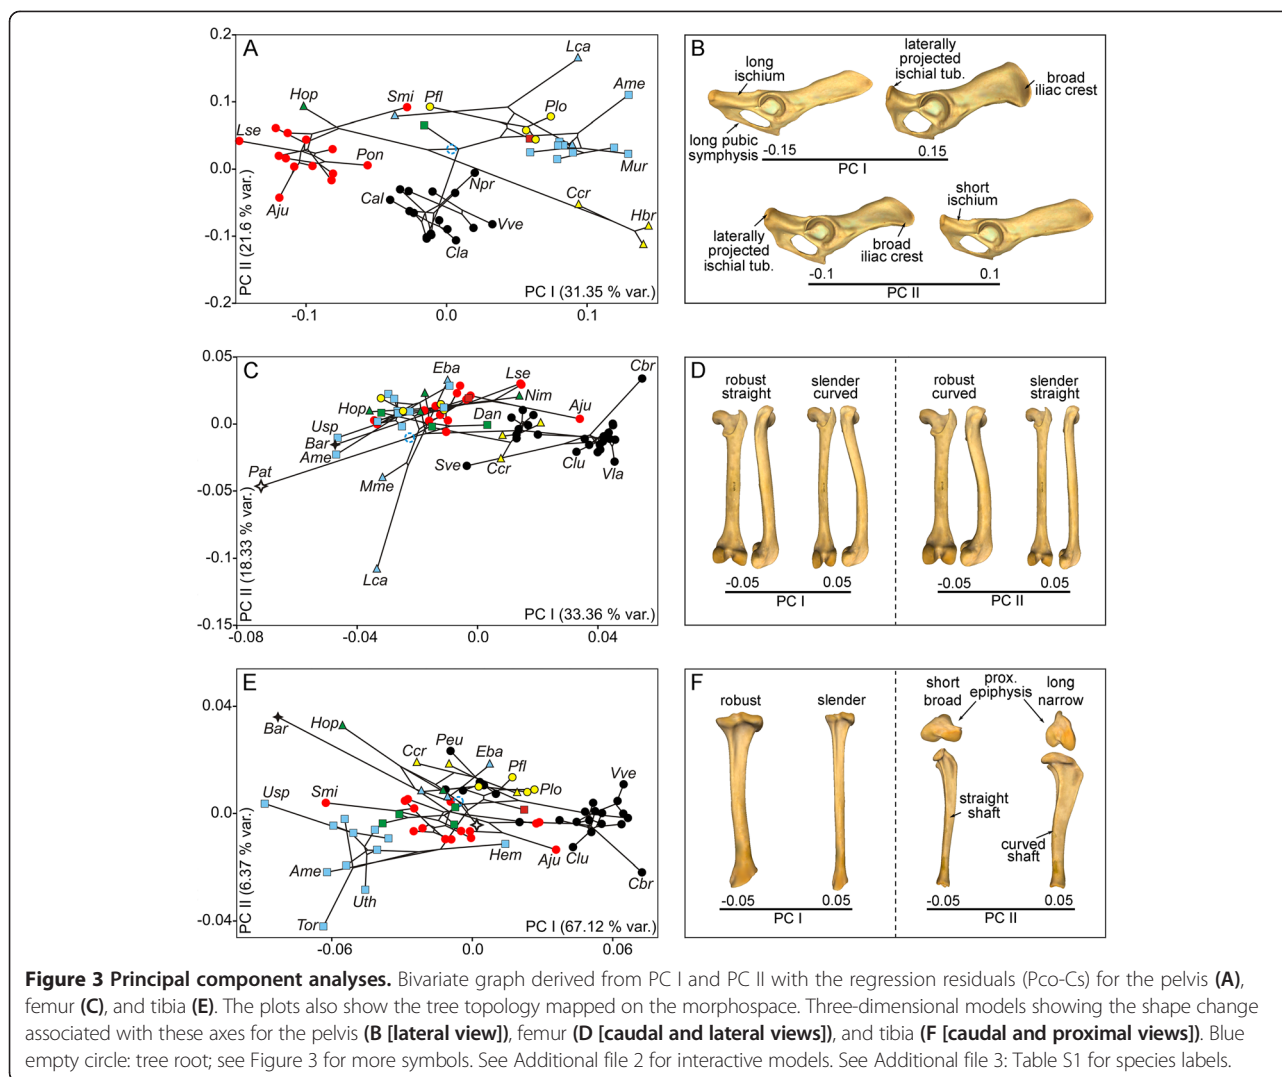 A
0.2
0.1
0.0
-0.1
-0.2
PC II (21.6 % var.)
-0.1
0.0
0.1
PC I (31.35 % var.)
Lca
Ame
Hop
Smi
Pfl
Plo
Lse
Pon
Mur
Aju
Cal
Npr
Vve
Cla
Ccr
Hbr
B
long
ischium
laterally
projected
ischial tub.
broad
iliac crest
long pubic
symphysis
-0.15
0.15
PC I
short
ischium
laterally
projected
ischial tub.
broad
iliac crest
-0.1
0.1
PC II
C
0.05
0.0
-0.05
-0.1
-0.15
PC II (18.33 % var.)
-0.08
-0.04
0.0
0.04
PC I (33.36 % var.)
Cbr
Eba
Lse
Nim
Hop
Aju
Usp
Dan
Bar
Ame
Pat
Mme
Sve
Ccr
Clu
Vla
Lca
D
robust
straight
slender
curved
robust
curved
slender
straight
-0.05
0.05
PC I
-0.05
0.05
PC II
E
0.04
0.0
-0.04
PC II (6.37 % var.)
-0.06
0.0
0.06
PC I (67.12 % var.)
Bar
Hop
Ccr
Peu
Eba
Pfl
Plo
Vve
Usp
Smi
Ame
Hem
Aju
Clu
Uth
Cbr
Tor
F
robust
slender
short
broad
prox.
epiphysis
long
narrow
straight
shaft
curved
shaft
-0.05
0.05
PC I
-0.05
0.05
PC II
Figure 3 Principal component analyses. Bivariate graph derived from PC I and PC II with the regression residuals (Pco-Cs) for the pelvis (A),
femur (C), and tibia (E). The plots also show the tree topology mapped on the morphospace. Three-dimensional models showing the shape change
associated with these axes for the pelvis (B [lateral view]), femur (D [caudal and lateral views]), and tibia (F [caudal and proximal views]). Blue
empty circle: tree root; see Figure 3 for more symbols. See Additional file 2 for interactive models. See Additional file 3: Table S1 for species labels.